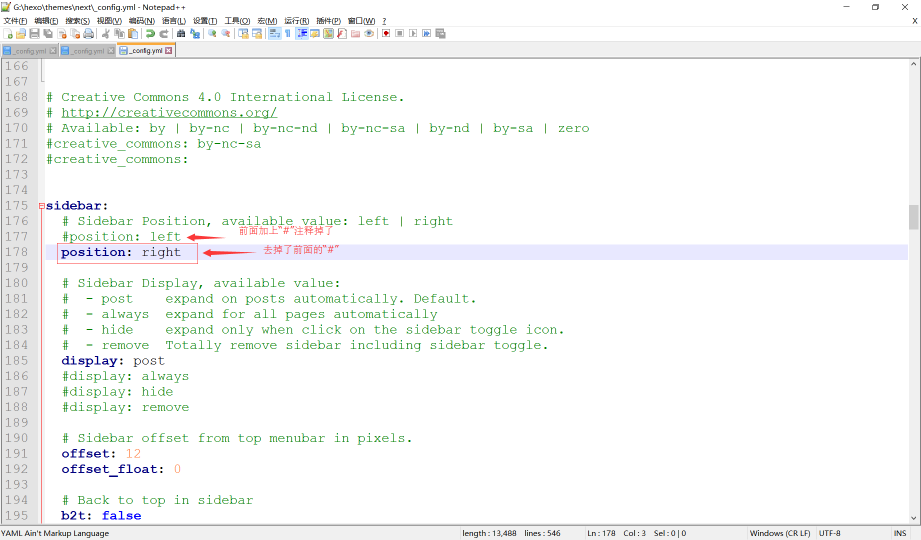 G:\hexo\themes\next\_config.yml - Notepad++
文件(F) 编辑(E) 搜索(S) 视图(V) 编码(N) 语言(L) 设置(T) 工具(O) 宏(M) 运行(R) 插件(P) 窗口(W) ? X
_config.yml _config.yml _config.yml
166
167
168 # Creative Commons 4.0 International License.
169 # http://creativecommons.org/
170 # Available: by | by-nc | by-nc-nd | by-nc-sa | by-nd | by-sa | zero
171 #creative_commons: by-nc-sa
172 #creative_commons:
173
174
175 sidebar:
176 # Sidebar Position, available value: left | right
177 #position: left 前面加上"#"注释掉了
178 position: right 去掉了前面的"#"
179
180 # Sidebar Display, available value:
181 # - post expand on posts automatically. Default.
182 # - always expand for all pages automatically
183 # - hide expand only when click on the sidebar toggle icon.
184 # - remove Totally remove sidebar including sidebar toggle.
185 display: post
186 #display: always
187 #display: hide
188 #display: remove
189
190 # Sidebar offset from top menubar in pixels.
191 offset: 12
192 offset_float: 0
193
194 # Back to top in sidebar
195 b2t: false
YAML Ain't Markup Language length : 13,488 lines : 546 Ln : 178 Col : 3 Sel : 0 | 0 Windows (CR LF) UTF-8 INS